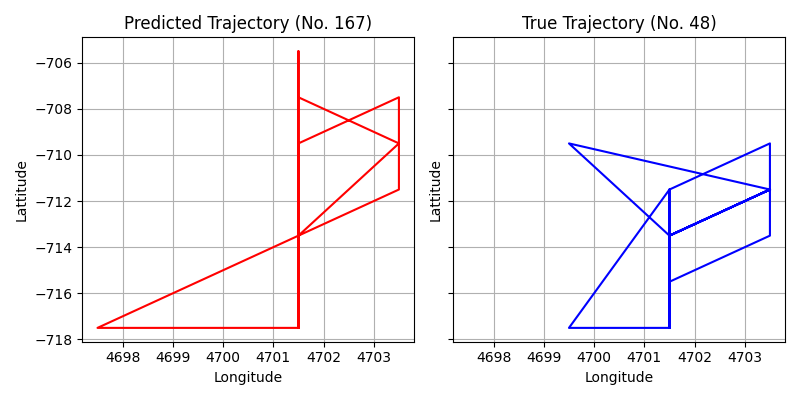 Predicted Trajectory (No. 167)
True Trajectory (No. 48)
Lattitude
−706
−708
−710
−712
−714
−716
−718
4698 4699 4700 4701 4702 4703
Longitude
Lattitude
4698 4699 4700 4701 4702 4703
Longitude